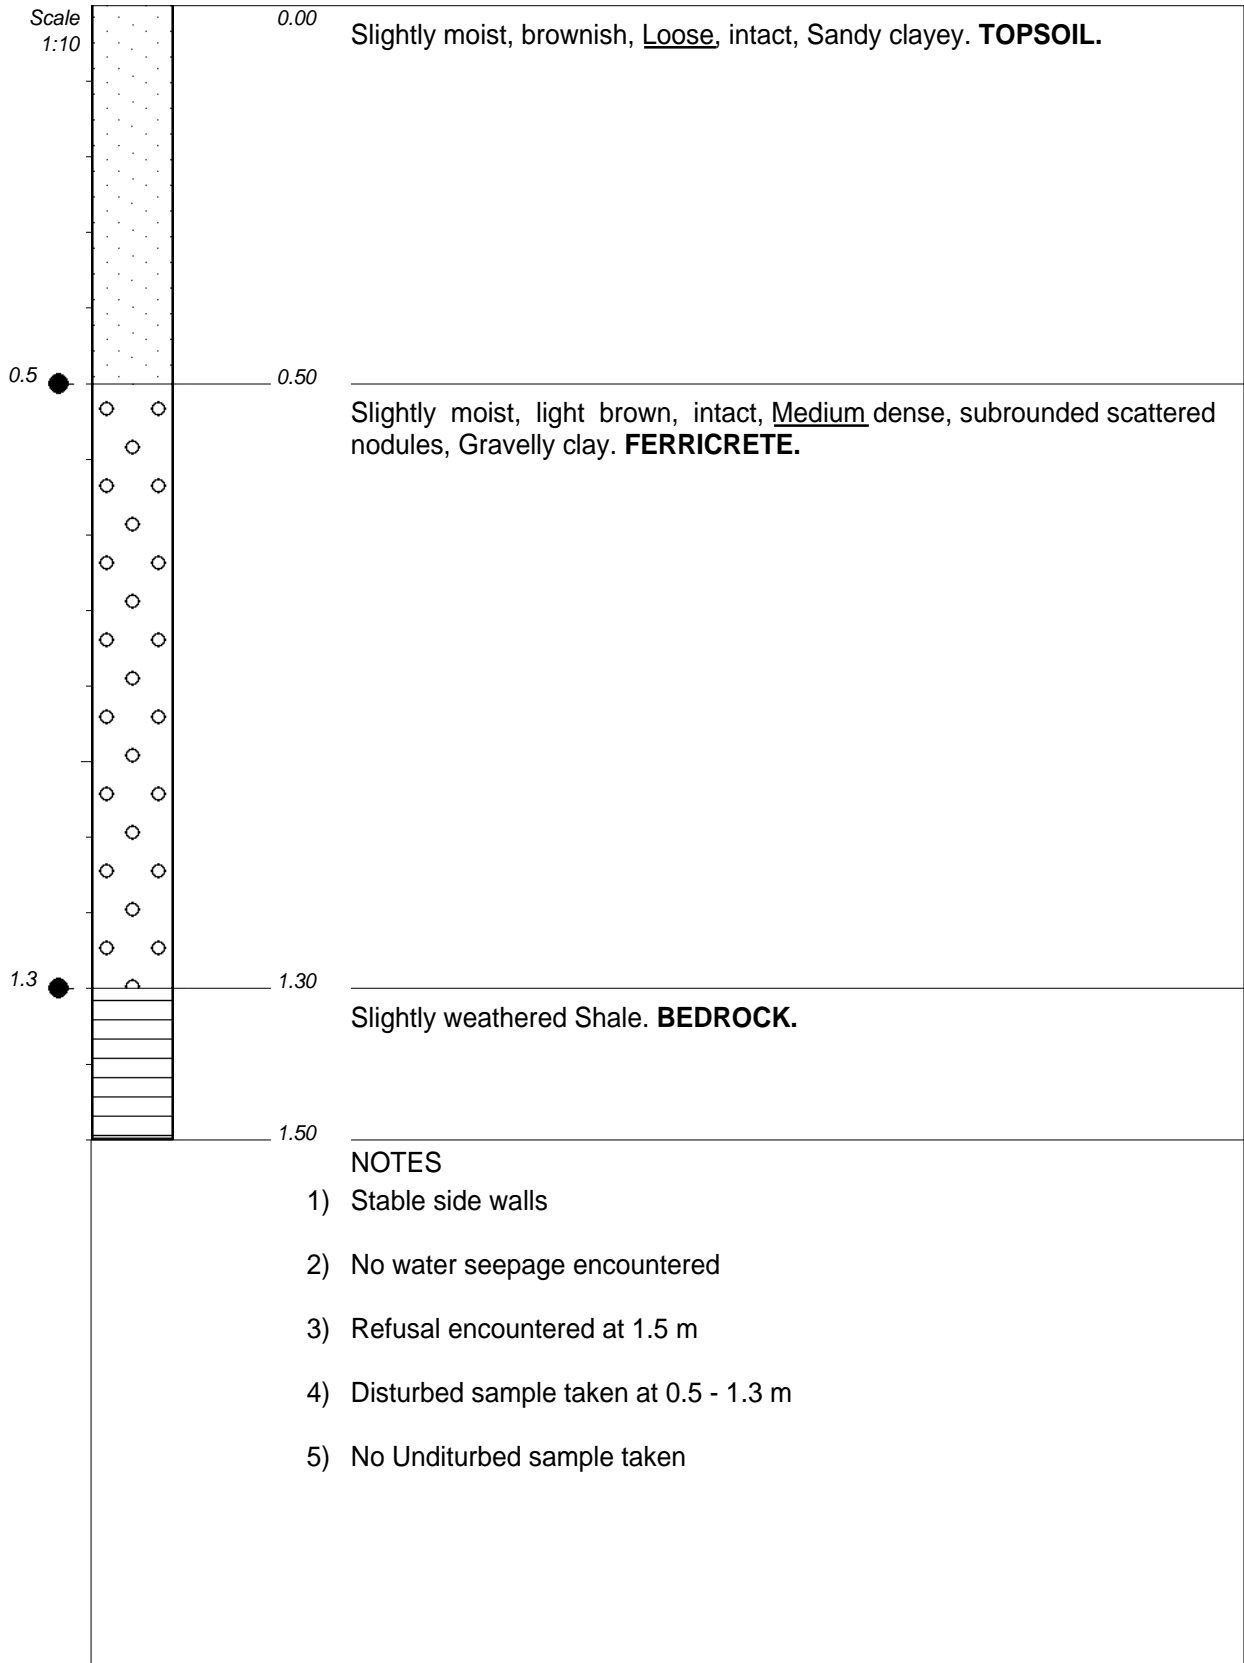 Scale
1:10
0.00
Slightly moist, brownish, Loose, intact, Sandy clayey. TOPSOIL.
0.5
0.50
Slightly moist, light brown, intact, Medium dense, subrounded scattered
nodules, Gravelly clay. FERRICRETE.
1.3
1.30
Slightly weathered Shale. BEDROCK.
1.50
NOTES
1) Stable side walls
2) No water seepage encountered
3) Refusal encountered at 1.5 m
4) Disturbed sample taken at 0.5 - 1.3 m
5) No Unditurbed sample taken